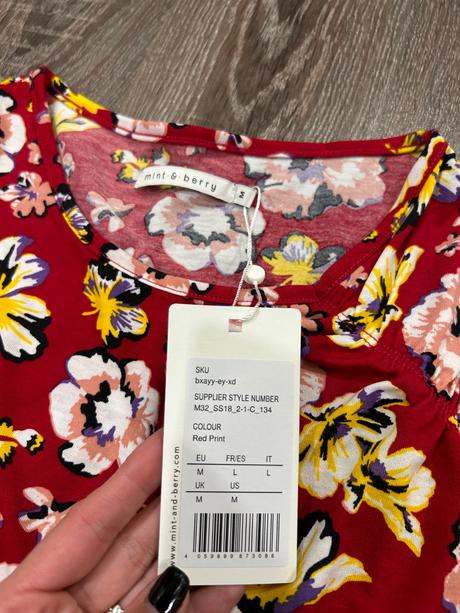 mint & berry
M
SKU
bxayy-ey-xd
SUPPLIER STYLE NUMBER
M32_SS18_2-1-C_134
COLOUR
Red Print
EU FR/ES IT
M L L
UK US
M M
4 059899 873086
www.mint-and-berry.com